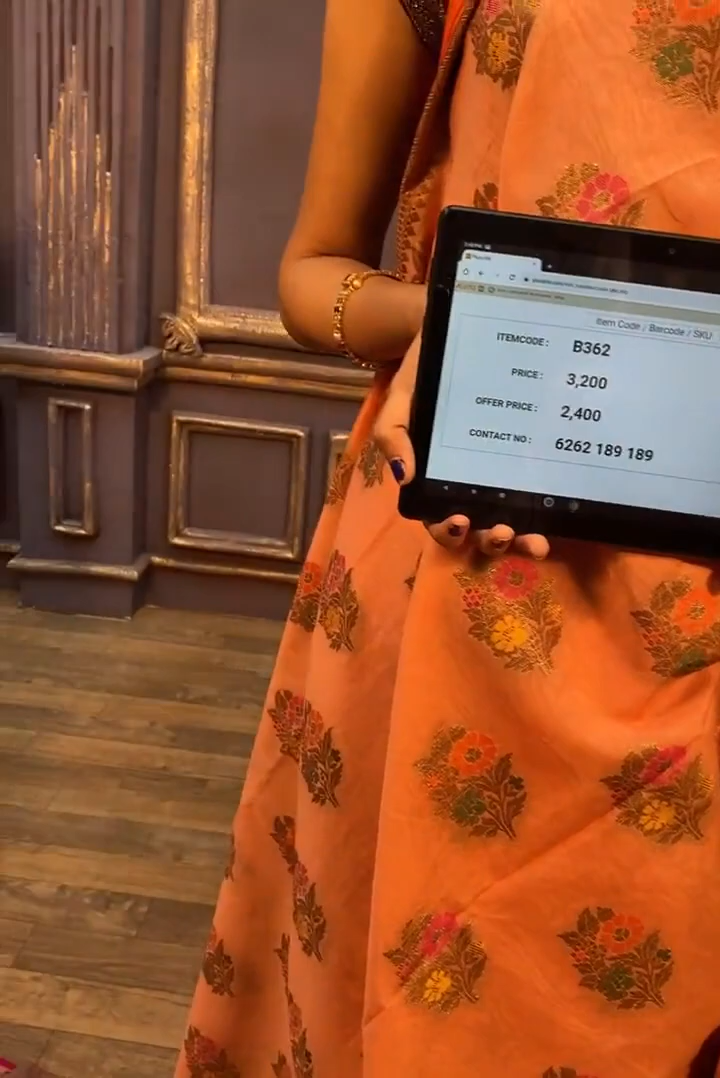 Item Code / Barcode / SKU
ITEMCODE : B362
PRICE : 3,200
OFFER PRICE : 2,400
CONTACT NO : 6262 189 189